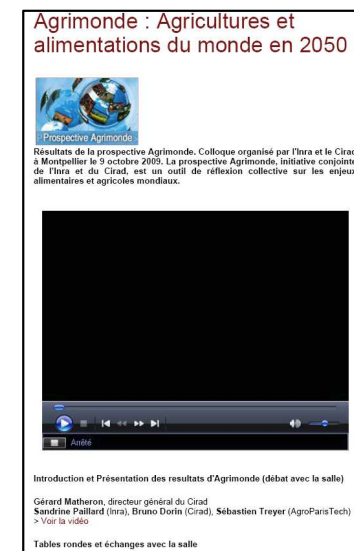 Agrimonde : Agricultures et
alimentations du monde en 2050
Prospective Agrimonde
Résultats de la prospective Agrimonde. Colloque organisé par l'Inra et le Cirad
à Montpellier le 9 octobre 2009. La prospective Agrimonde, initiative conjointe
de l'Inra et du Cirad, est un outil de réflexion collective sur les enjeux
alimentaires et agricoles mondiaux.
Arrêté
Introduction et Présentation des resultats d'Agrimonde (débat avec la salle)
Gérard Matheron, directeur général du Cirad
Sandrine Paillard (Inra), Bruno Dorin (Cirad), Sébastien Treyer (AgroParisTech)
> Voir la vidéo
Tables rondes et échanges avec la salle